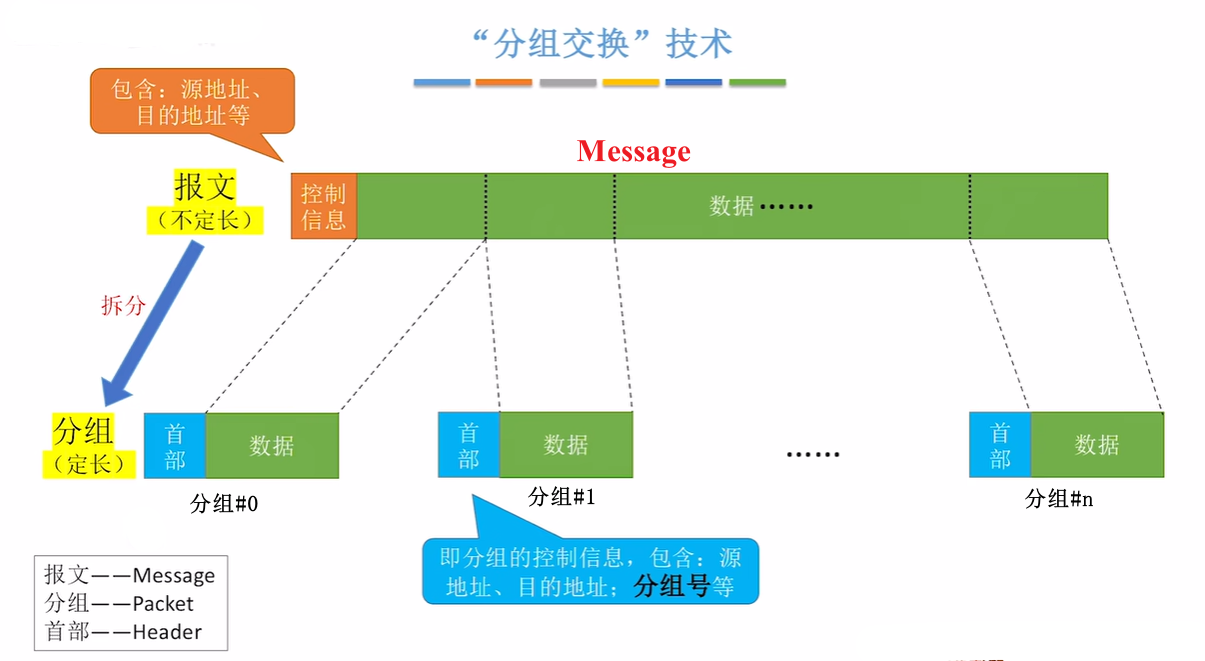 “分组交换”技术
包含：源地址、
目的地址等
Message
报文
（不定长）
控制
信息
数据……
拆分
分组
（定长）
首
部
数据
首
部
数据
……
首
部
数据
分组#0
分组#1
分组#n
即分组的控制信息，包含：源
地址、目的地址；分组号等
报文——Message
分组——Packet
首部——Header